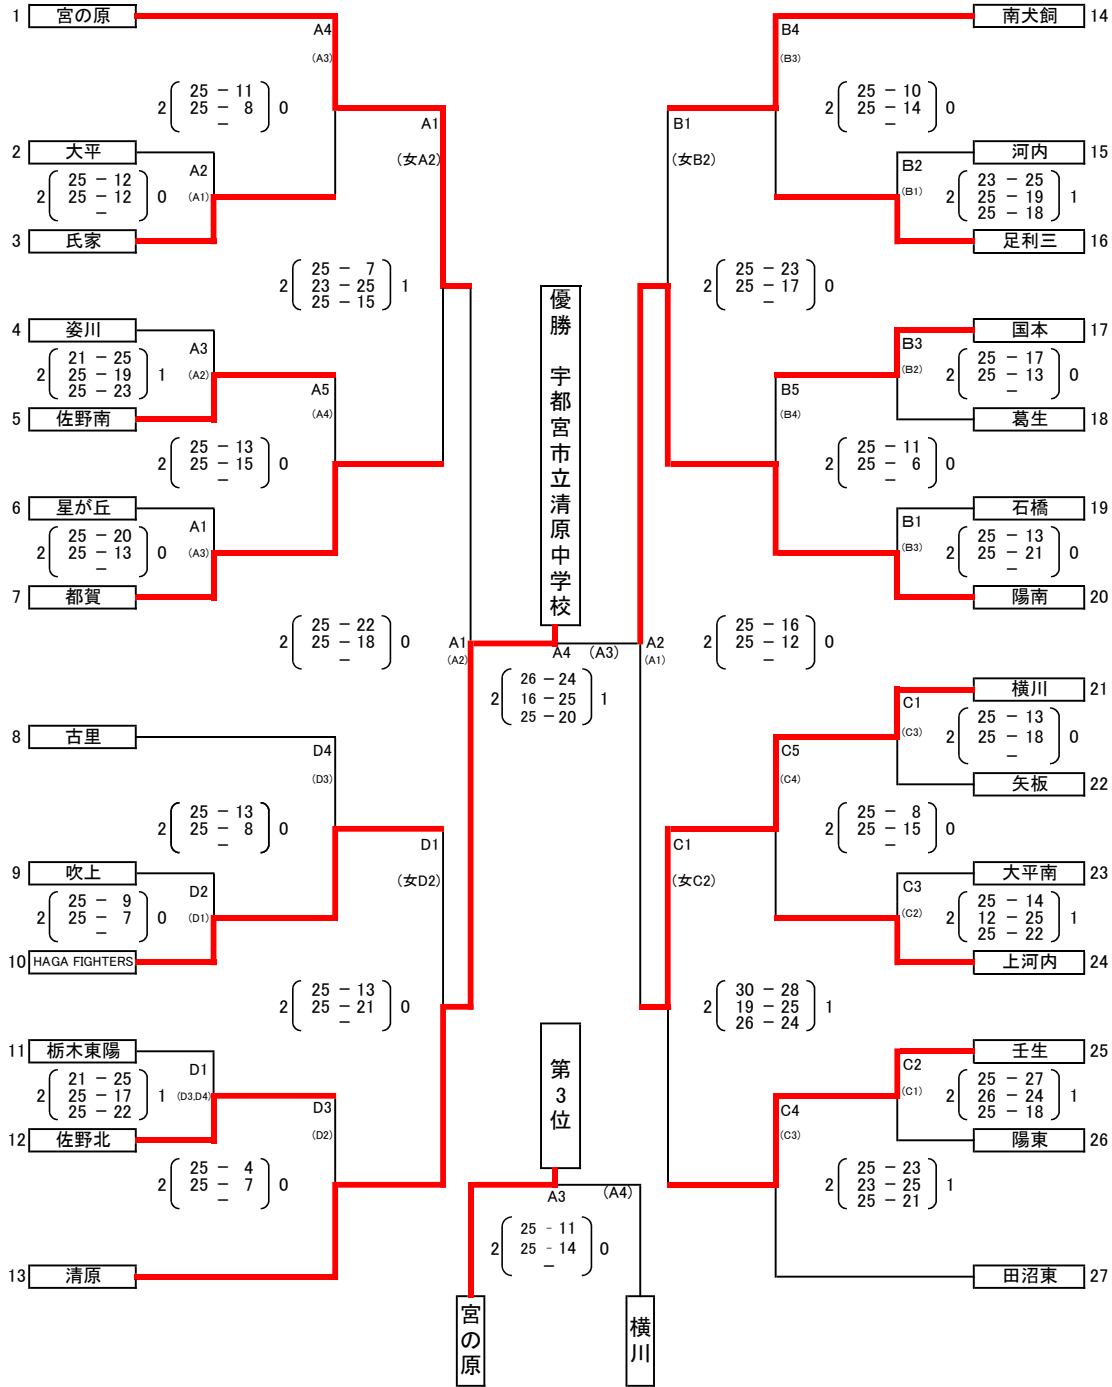 1 宮の原
A4
(A3)
2 25 － 11 0
25 － 8
－
2 大平
A2
(A1)
2 25 － 12 0
25 － 12
－
3 氏家
A1
(女A2)
2 25 － 7 1
23 － 25
25 － 15
4 姿川
A3
(A2)
2 21 － 25 1
25 － 19
25 － 23
5 佐野南
A5
(A4)
2 25 － 13 0
25 － 15
－
6 星が丘
A1
(A3)
2 25 － 20 0
25 － 13
－
7 都賀
2 25 － 22 0
25 － 18
－
A1
(A2)
8 古里
D4
(D3)
2 25 － 13 0
25 － 8
－
9 吹上
D2
(D1)
2 25 － 9 0
25 － 7
－
10 HAGA FIGHTERS
D1
(女D2)
2 25 － 13 0
25 － 21
－
11 栃木東陽
D1
(D3,D4)
2 21 － 25 1
25 － 17
25 － 22
12 佐野北
D3
(D2)
2 25 － 4 0
25 － 7
－
13 清原
優勝 宇都宮市立清原中学校
A4 (A3)
2 26 － 24 1
16 － 25
25 － 20
第3位
A3 (A4)
2 25 - 11 0
25 - 14
－
宮の原
横川
南犬飼 14
B4
(B3)
2 25 － 10 0
25 － 14
－
河内 15
B2
(B1)
2 23 － 25 1
25 － 19
25 － 18
足利三 16
B1
(女B2)
2 25 － 23 0
25 － 17
－
国本 17
B3
(B2)
2 25 － 17 0
25 － 13
－
葛生 18
B5
(B4)
2 25 － 11 0
25 － 6
－
石橋 19
B1
(B3)
2 25 － 13 0
25 － 21
－
陽南 20
A2
(A1)
2 25 － 16 0
25 － 12
－
横川 21
C1
(C3)
2 25 － 13 0
25 － 18
－
矢板 22
C5
(C4)
2 25 － 8 0
25 － 15
－
大平南 23
C3
(C2)
2 25 － 14 1
12 － 25
25 － 22
上河内 24
C1
(女C2)
2 30 － 28 1
19 － 25
26 － 24
壬生 25
C2
(C1)
2 25 － 27 1
26 － 24
25 － 18
陽東 26
C4
(C3)
2 25 － 23 1
23 － 25
25 － 21
田沼東 27